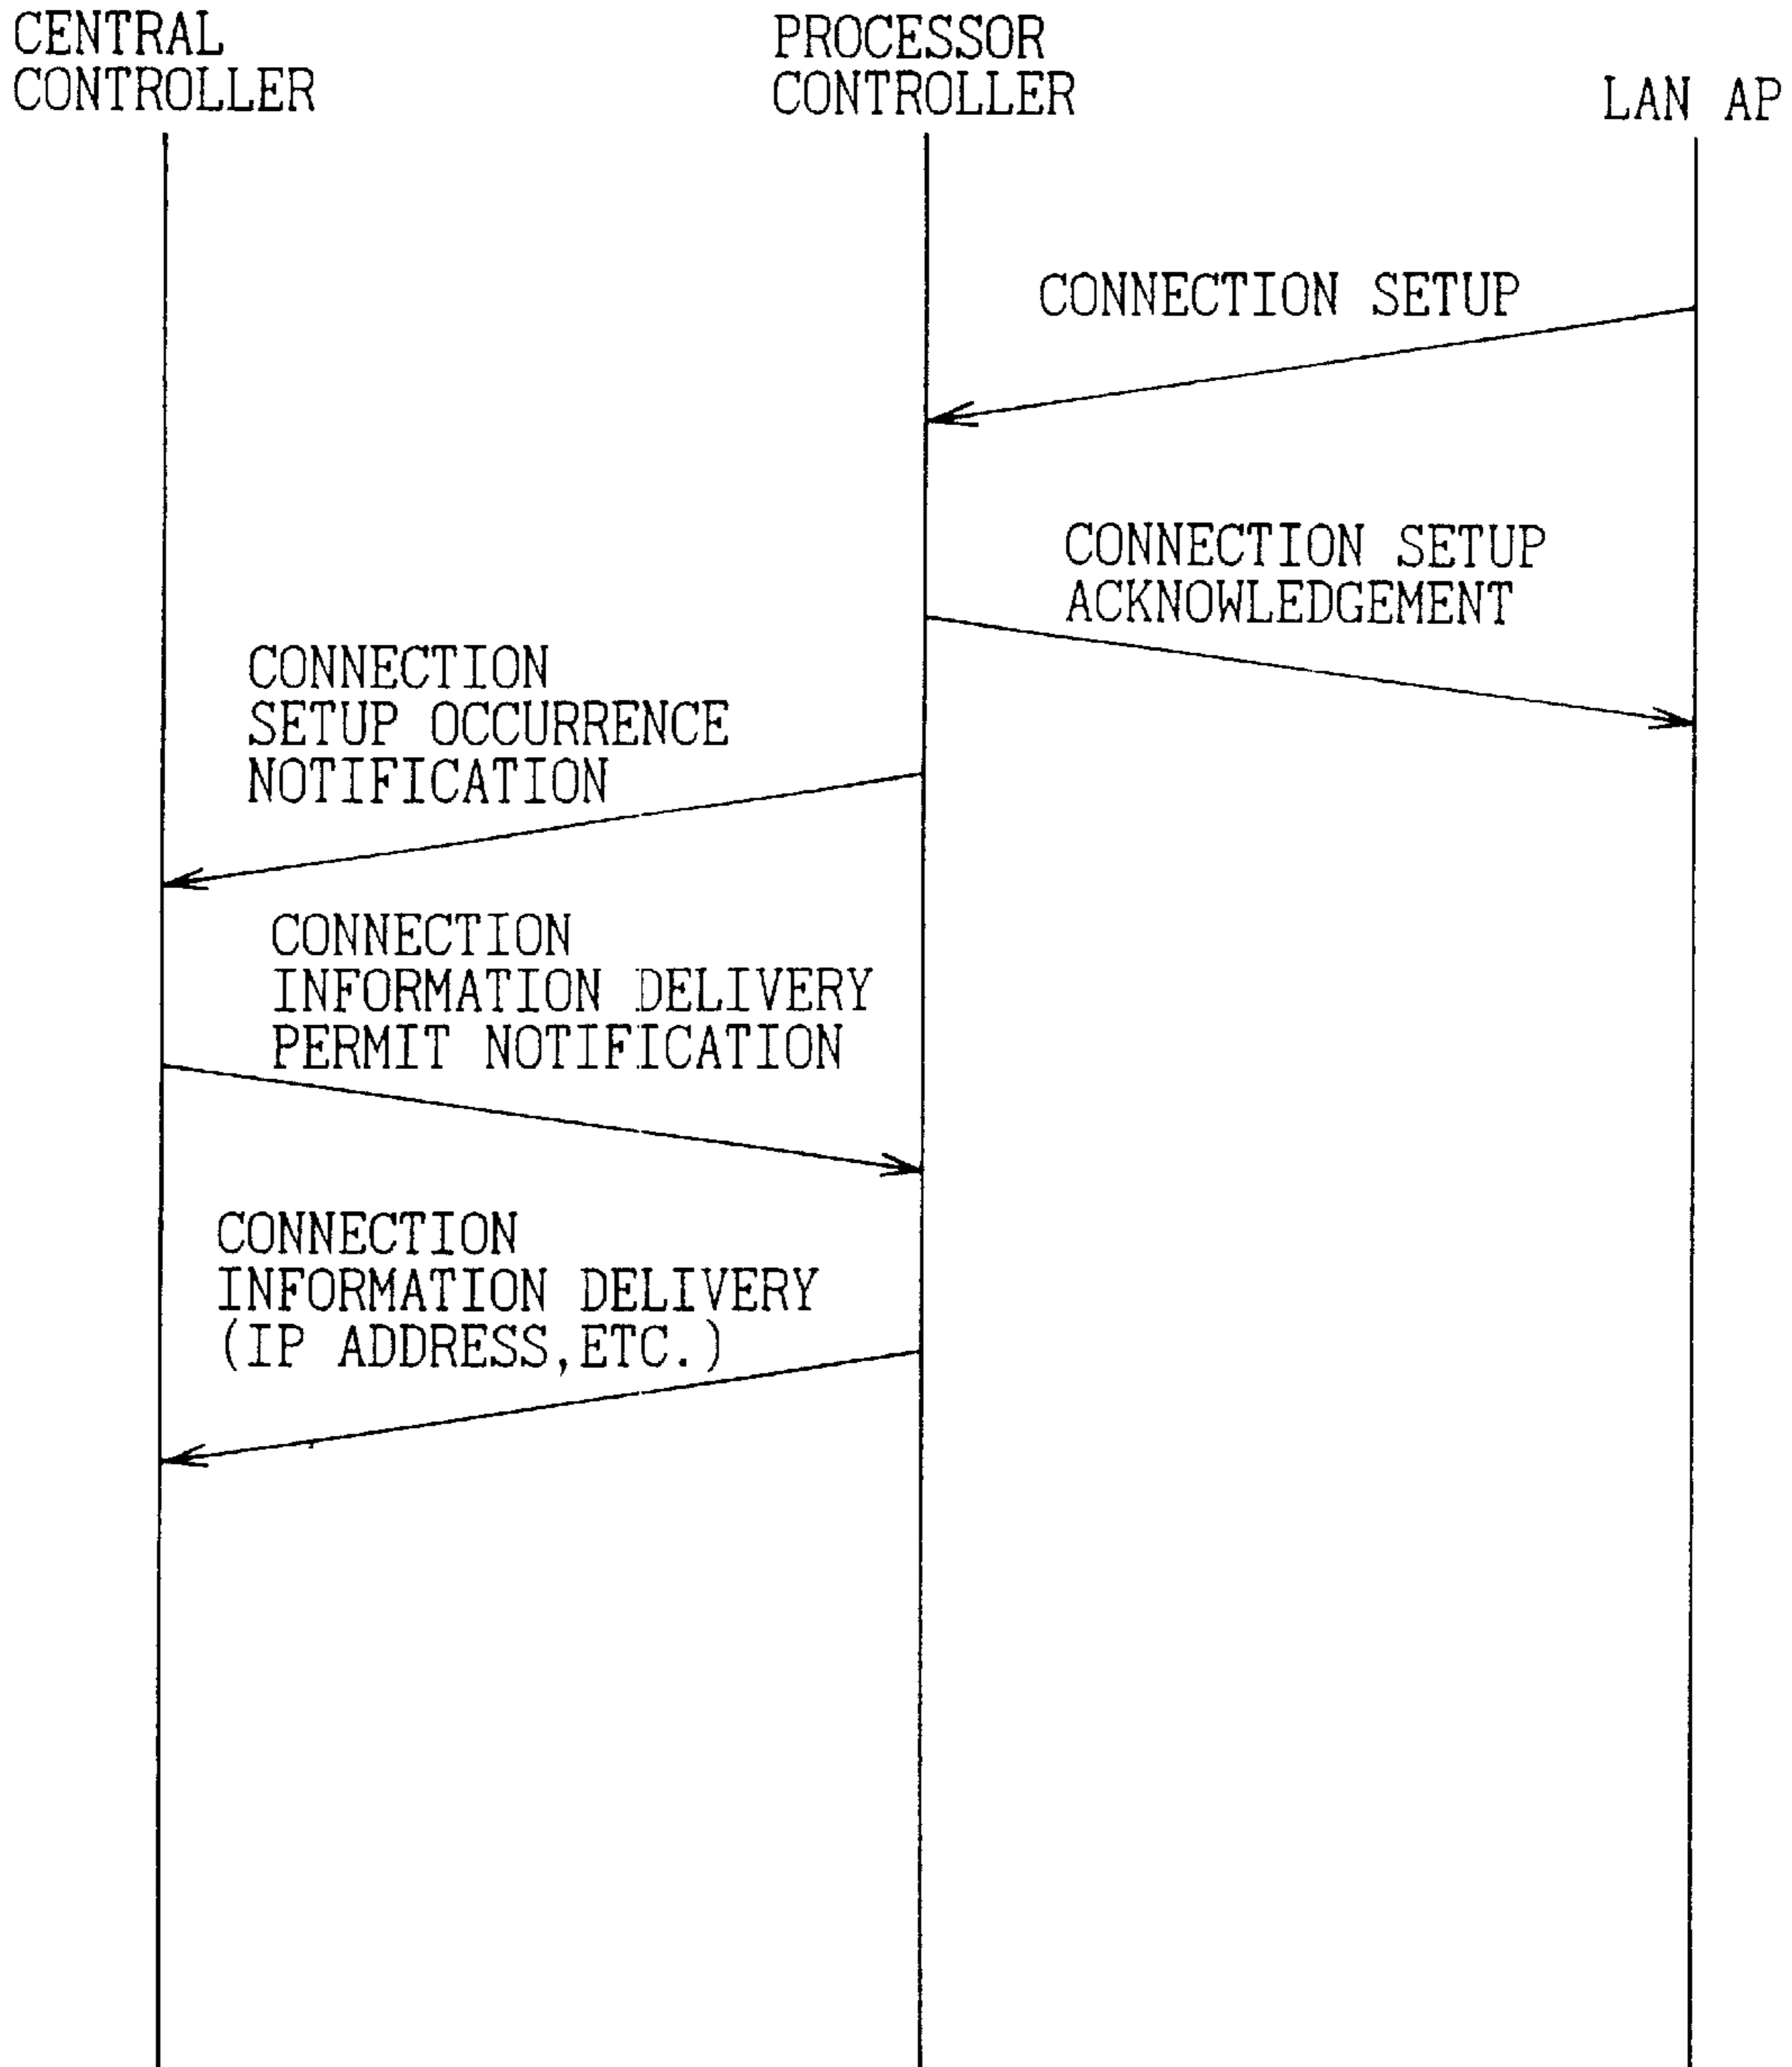 CENTRAL
CONTROLLER
PROCESSOR
CONTROLLER
LAN AP
CONNECTION SETUP
CONNECTION SETUP
ACKNOWLEDGEMENT
CONNECTION
SETUP OCCURRENCE
NOTIFICATION
CONNECTION
INFORMATION DELIVERY
PERMIT NOTIFICATION
CONNECTION
INFORMATION DELIVERY
(IP ADDRESS,ETC.)